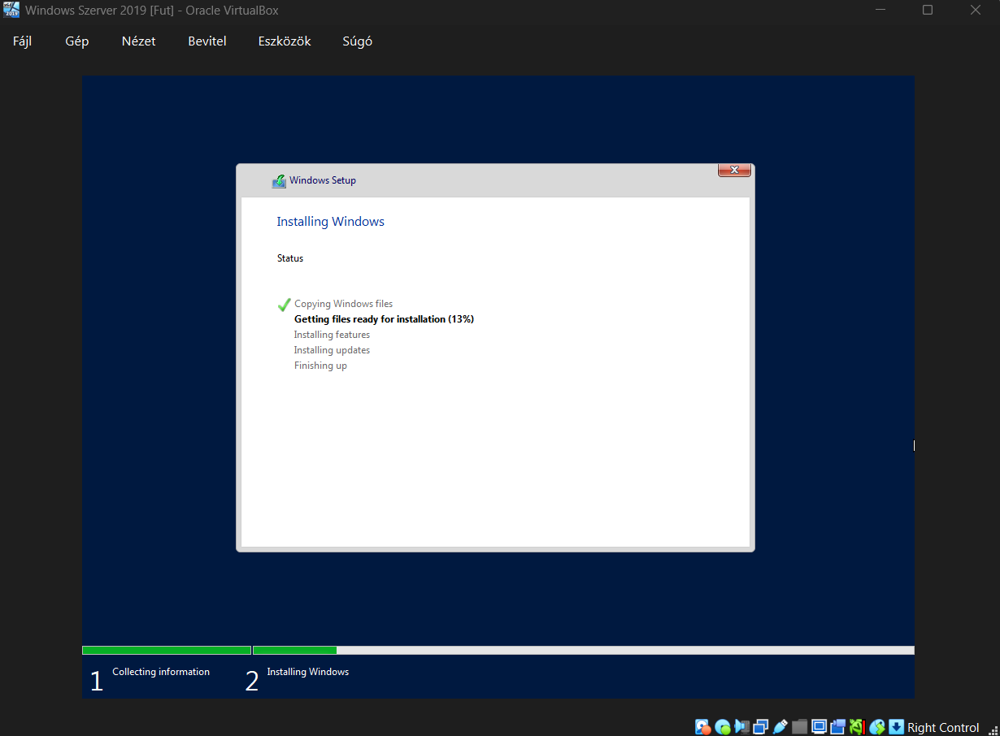 Windows Szerver 2019 [Fut] - Oracle VirtualBox
Fájl Gép Nézet Bevitel Eszközök Súgó
Windows Setup
Installing Windows
Status
Copying Windows files
Getting files ready for installation (13%)
Installing features
Installing updates
Finishing up
1 Collecting information 2 Installing Windows
Right Control